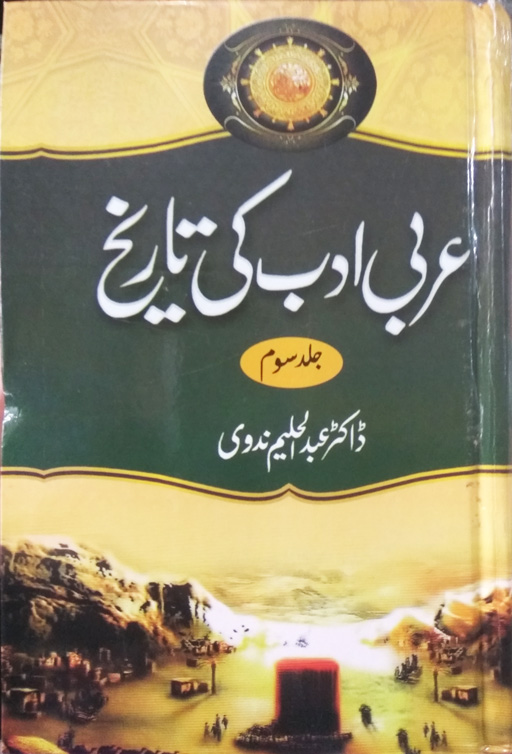 عربی ادب کی تاریخ
جلد سوم
ڈاکٹر عبدالحلیم ندوی